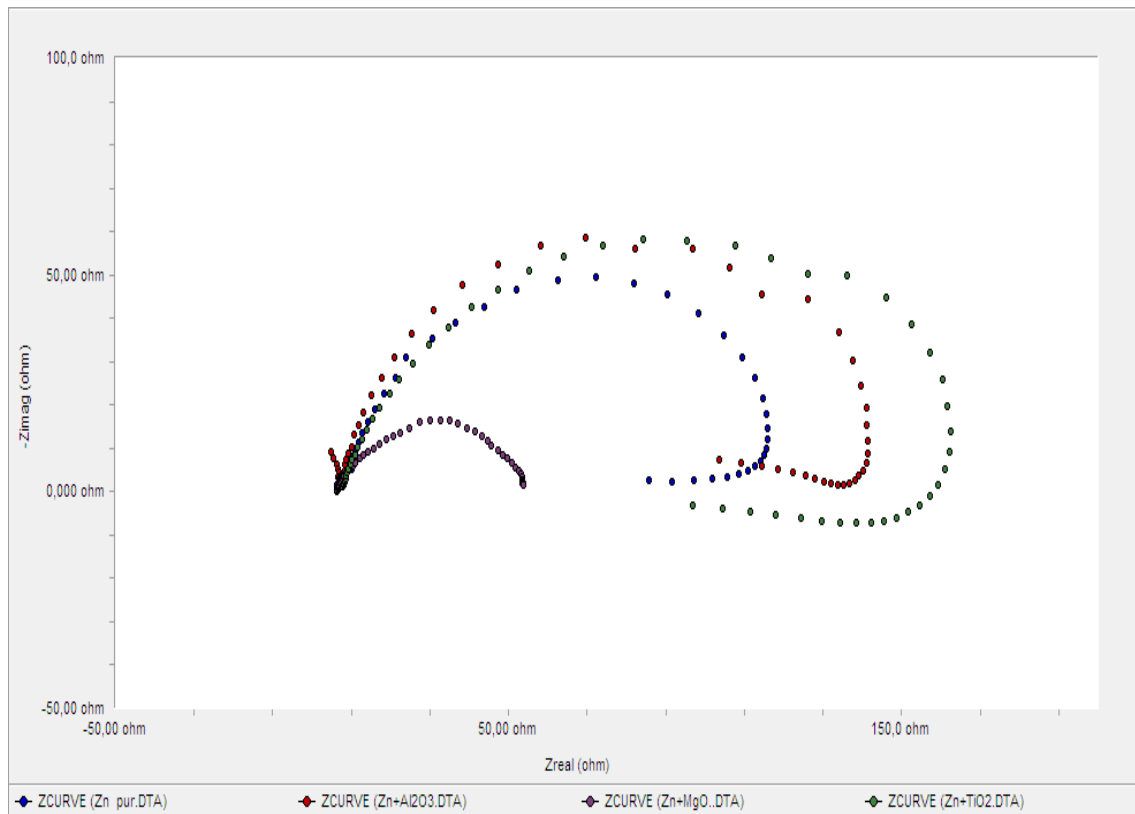 100,0 ohm
50,00 ohm
0,000 ohm
-50,00 ohm
-Zimag (ohm)
-50,00 ohm 50,00 ohm 150,0 ohm
Zreal (ohm)
ZCURVE (Zn pur.DTA) ZCURVE (Zn+Al2O3.DTA) ZCURVE (Zn+MgO..DTA) ZCURVE (Zn+TiO2.DTA)